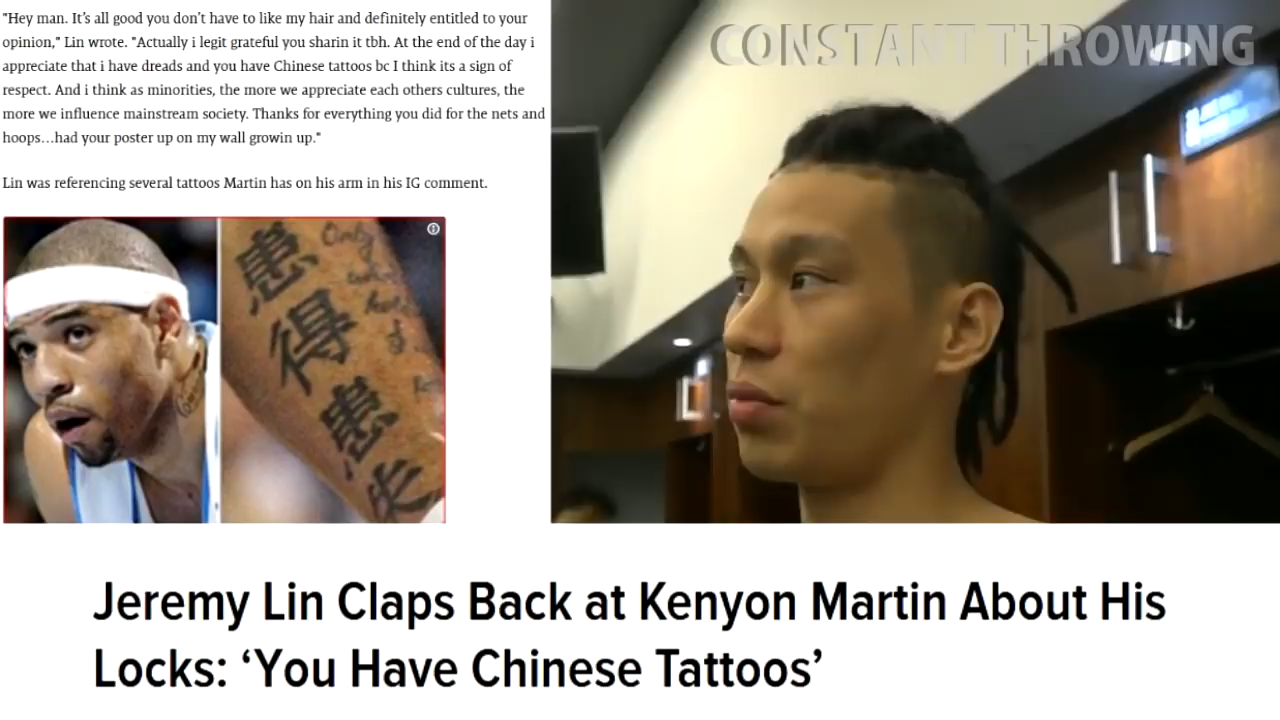 "Hey man. It's all good you don't have to like my hair and definitely entitled to your
opinion," Lin wrote. "Actually i legit grateful you sharin it tbh. At the end of the day i
appreciate that i have dreads and you have Chinese tattoos bc I think its a sign of
respect. And i think as minorities, the more we appreciate each others cultures, the
more we influence mainstream society. Thanks for everything you did for the nets and
hoops...had your poster up on my wall growin up."
Lin was referencing several tattoos Martin has on his arm in his IG comment.
CONSTANT THROWING
患
得
患
失
Only
Jeremy Lin Claps Back at Kenyon Martin About His
Locks: ‘You Have Chinese Tattoos’